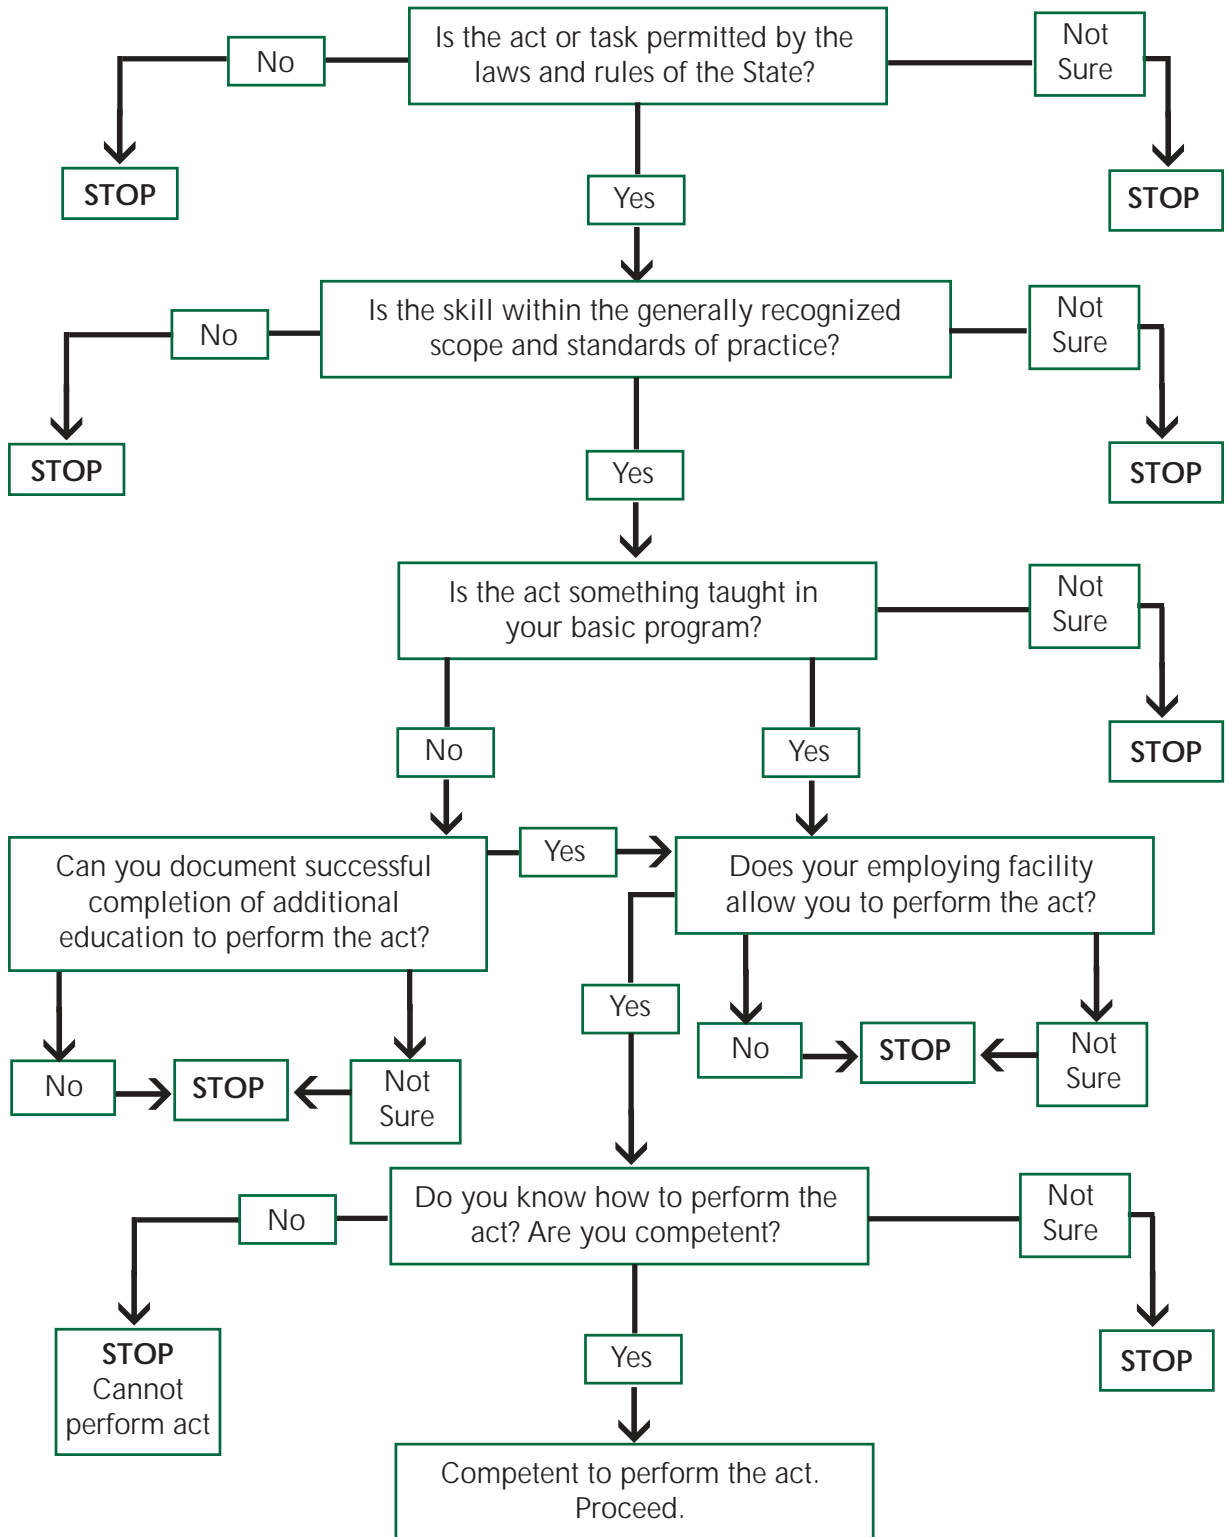 Is the act or task permitted by the
laws and rules of the State?
No
Not
Sure
STOP
Yes
STOP
Is the skill within the generally recognized
scope and standards of practice?
No
Not
Sure
STOP
Yes
STOP
Is the act something taught in
your basic program?
Not
Sure
No
Yes
STOP
Can you document successful
completion of additional
education to perform the act?
Yes
Does your employing facility
allow you to perform the act?
No
STOP
Not
Sure
Yes
No
STOP
Not
Sure
Do you know how to perform the
act? Are you competent?
No
Not
Sure
STOP
Cannot
perform act
Yes
STOP
Competent to perform the act.
Proceed.